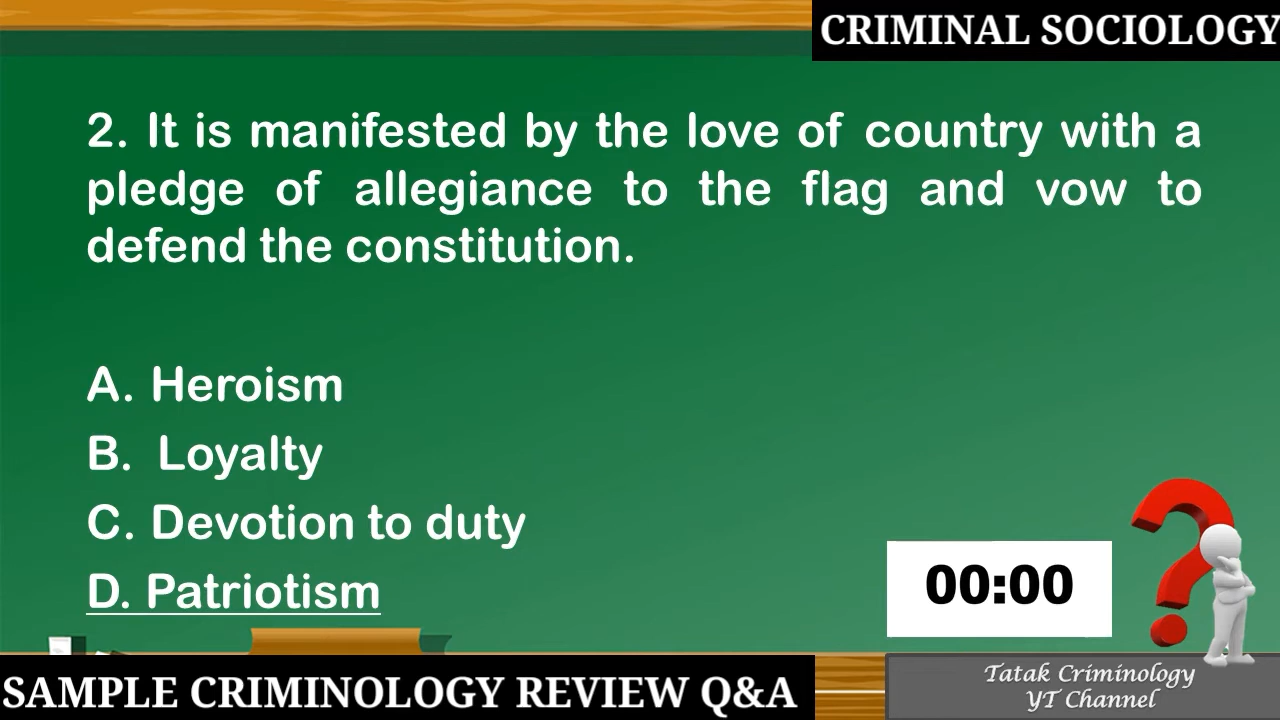 CRIMINAL SOCIOLOGY
2. It is manifested by the love of country with a
pledge of allegiance to the flag and vow to
defend the constitution.
A. Heroism
B. Loyalty
C. Devotion to duty
D. Patriotism
00:00
SAMPLE CRIMINOLOGY REVIEW Q&A
Tatak Criminology
YT Channel